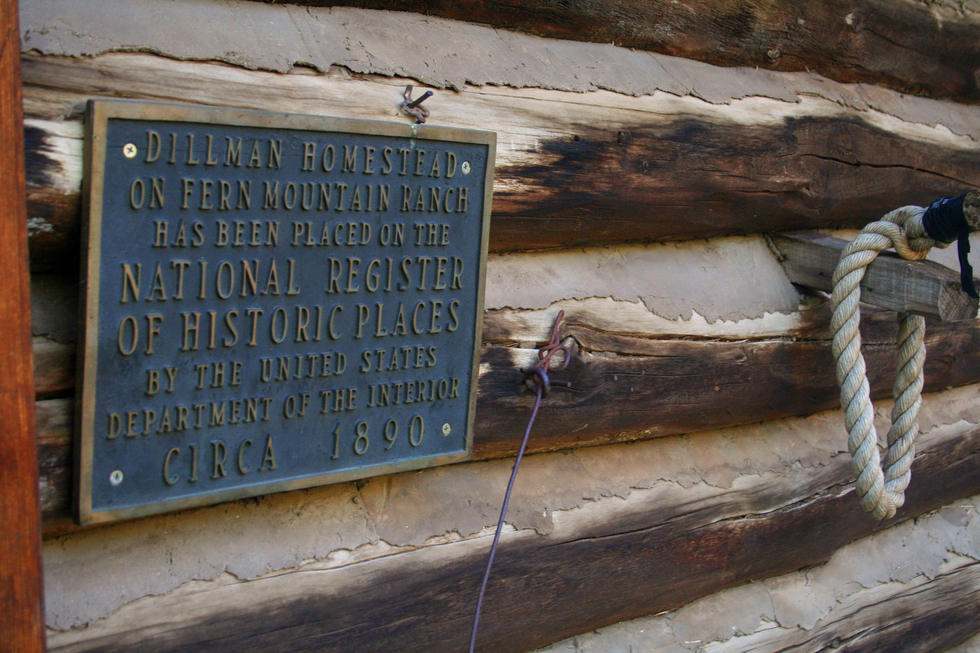 DILLMAN HOMESTEAD
ON FERN MOUNTAIN RANCH
HAS BEEN PLACED ON THE
NATIONAL REGISTER
OF HISTORIC PLACES
BY THE UNITED STATES
DEPARTMENT OF THE INTERIOR
CIRCA 1890